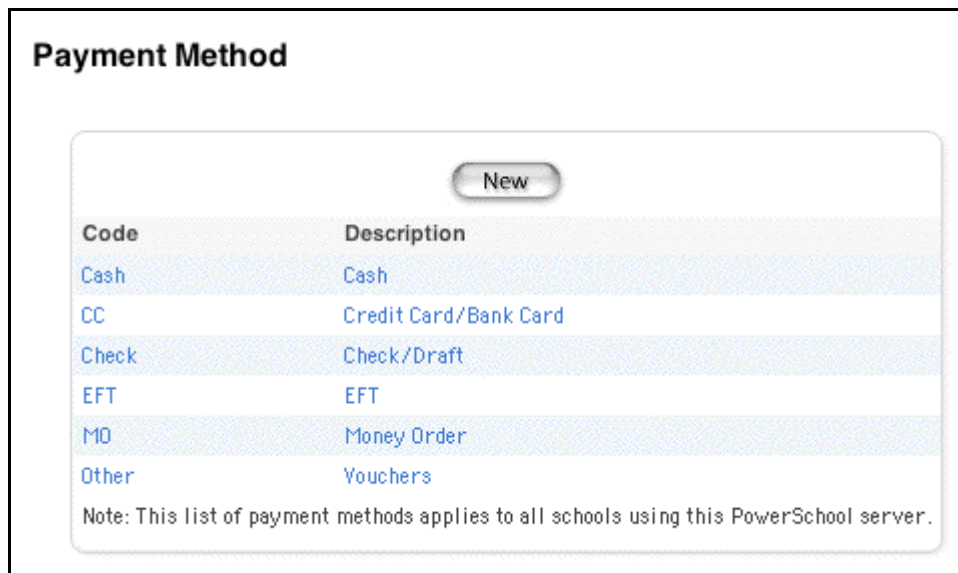 Payment Method
New
Code Description
Cash Cash
CC Credit Card/Bank Card
Check Check/Draft
EFT EFT
MO Money Order
Other Vouchers
Note: This list of payment methods applies to all schools using this PowerSchool server.